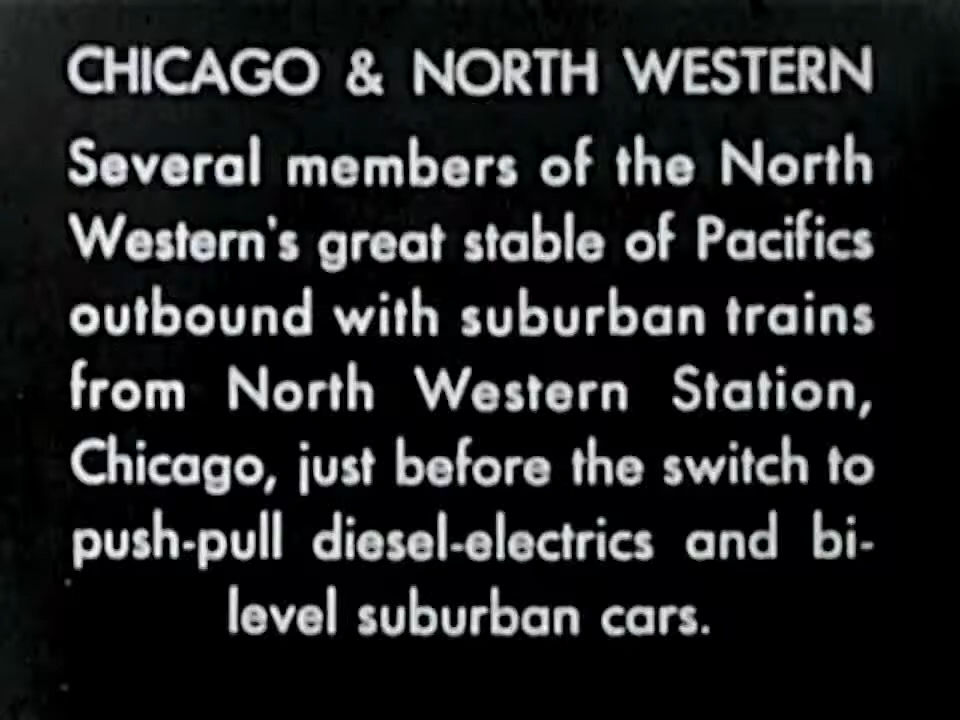 CHICAGO & NORTH WESTERN
Several members of the North
Western's great stable of Pacifics
outbound with suburban trains
from North Western Station,
Chicago, just before the switch to
push-pull diesel-electrics and bi-
level suburban cars.